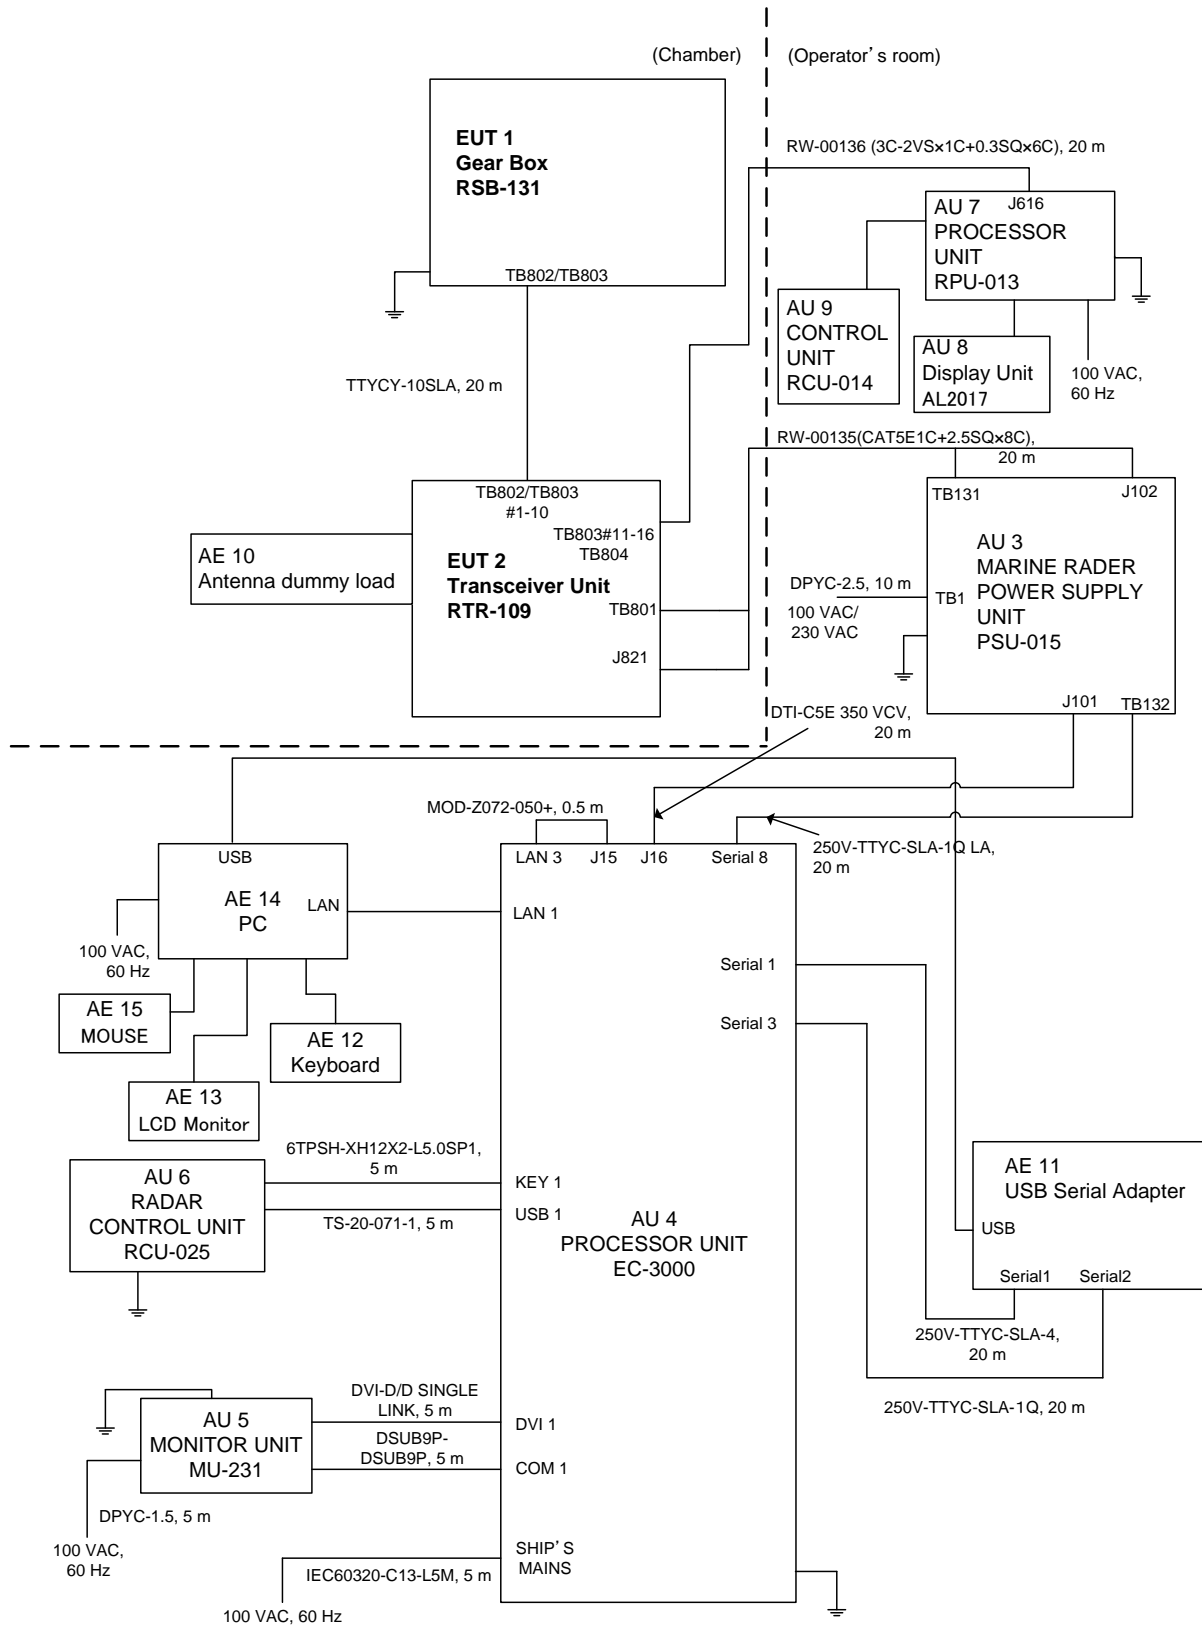 (Chamber)
(Operator’s room)
EUT 1
Gear Box
RSB-131
TB802/TB803
RW-00136 (3C-2VS×1C+0.3SQ×6C), 20 m
AU 7
J616
PROCESSOR
UNIT
RPU-013
AU 9
CONTROL
UNIT
RCU-014
AU 8
Display Unit
AL2017
100 VAC,
60 Hz
TTYCY-10SLA, 20 m
RW-00135(CAT5E1C+2.5SQ×8C),
20 m
TB802/TB803
#1-10
TB803#11-16
TB804
EUT 2
Transceiver Unit
RTR-109
TB801
J821
AE 10
Antenna dummy load
TB131
J102
AU 3
MARINE RADER
POWER SUPPLY
UNIT
PSU-015
TB1
J101
TB132
DPYC-2.5, 10 m
100 VAC/
230 VAC
DTI-C5E 350 VCV,
20 m
MOD-Z072-050+, 0.5 m
250V-TTYC-SLA-1Q LA,
20 m
USB
AE 14
PC
LAN
100 VAC,
60 Hz
AE 15
MOUSE
AE 12
Keyboard
AE 13
LCD Monitor
LAN 3
J15
J16
Serial 8
LAN 1
Serial 1
Serial 3
6TPSH-XH12X2-L5.0SP1,
5 m
AU 6
RADAR
CONTROL UNIT
RCU-025
TS-20-071-1, 5 m
KEY 1
USB 1
AU 4
PROCESSOR UNIT
EC-3000
AE 11
USB Serial Adapter
USB
Serial1
Serial2
250V-TTYC-SLA-4,
20 m
250V-TTYC-SLA-1Q, 20 m
DVI-D/D SINGLE
LINK, 5 m
DSUB9P-
DSUB9P, 5 m
AU 5
MONITOR UNIT
MU-231
DVI 1
COM 1
DPYC-1.5, 5 m
100 VAC,
60 Hz
SHIP’S
MAINS
IEC60320-C13-L5M, 5 m
100 VAC, 60 Hz